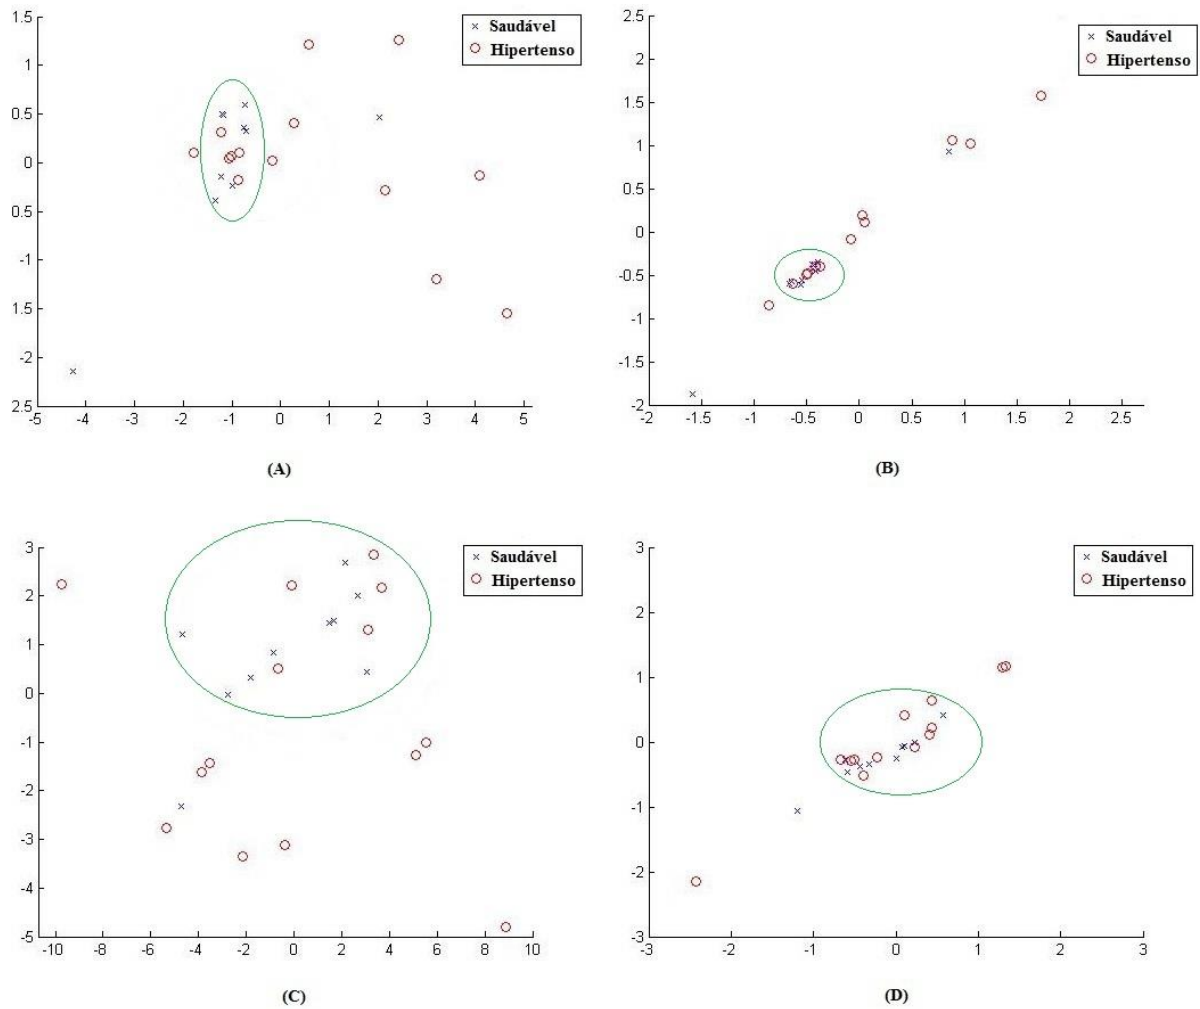 1.5
1
0.5
0
0.5
-1
1.5
-2
2.5
-5 -4 -3 -2 -1 0 1 2 3 4 5
Saudável
Hipertenso
(A)
2.5
2
1.5
1
0.5
0
-0.5
-1
-1.5
-2
-2 -1.5 -1 -0.5 0 0.5 1 1.5 2 2.5
Saudável
Hipertenso
(B)
3
2
1
0
-1
-2
-3
-4
-5
-10 -8 -6 -4 -2 0 2 4 6 8 10
Saudável
Hipertenso
(C)
3
2
1
0
-1
-2
-3
-3 -2 -1 0 1 2 3
Saudável
Hipertenso
(D)